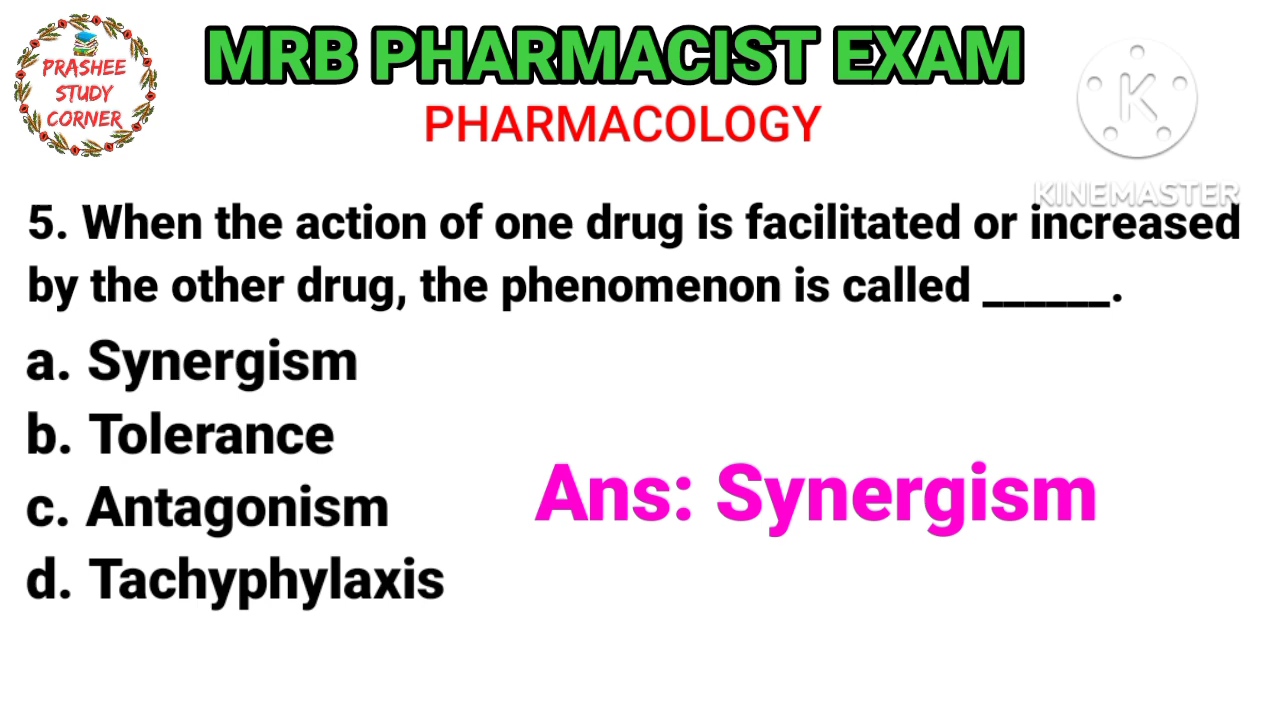 PRASHEE
STUDY
CORNER
MRB PHARMACIST EXAM
PHARMACOLOGY
K
KINEMASTER
5. When the action of one drug is facilitated or increased
by the other drug, the phenomenon is called ______.
a. Synergism
b. Tolerance
c. Antagonism
d. Tachyphylaxis
Ans: Synergism